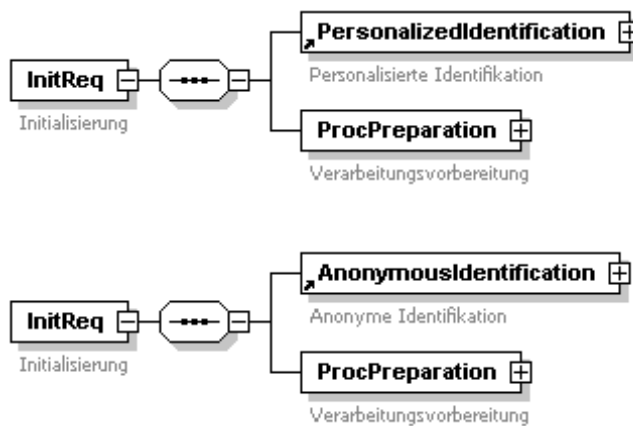 PersonalizedIdentification
InitReq
Personalisierte Identifikation
Initialisierung
ProcPreparation
Verarbeitungsvorbereitung
AnonymousIdentification
InitReq
Anonyme Identifikation
Initialisierung
ProcPreparation
Verarbeitungsvorbereitung